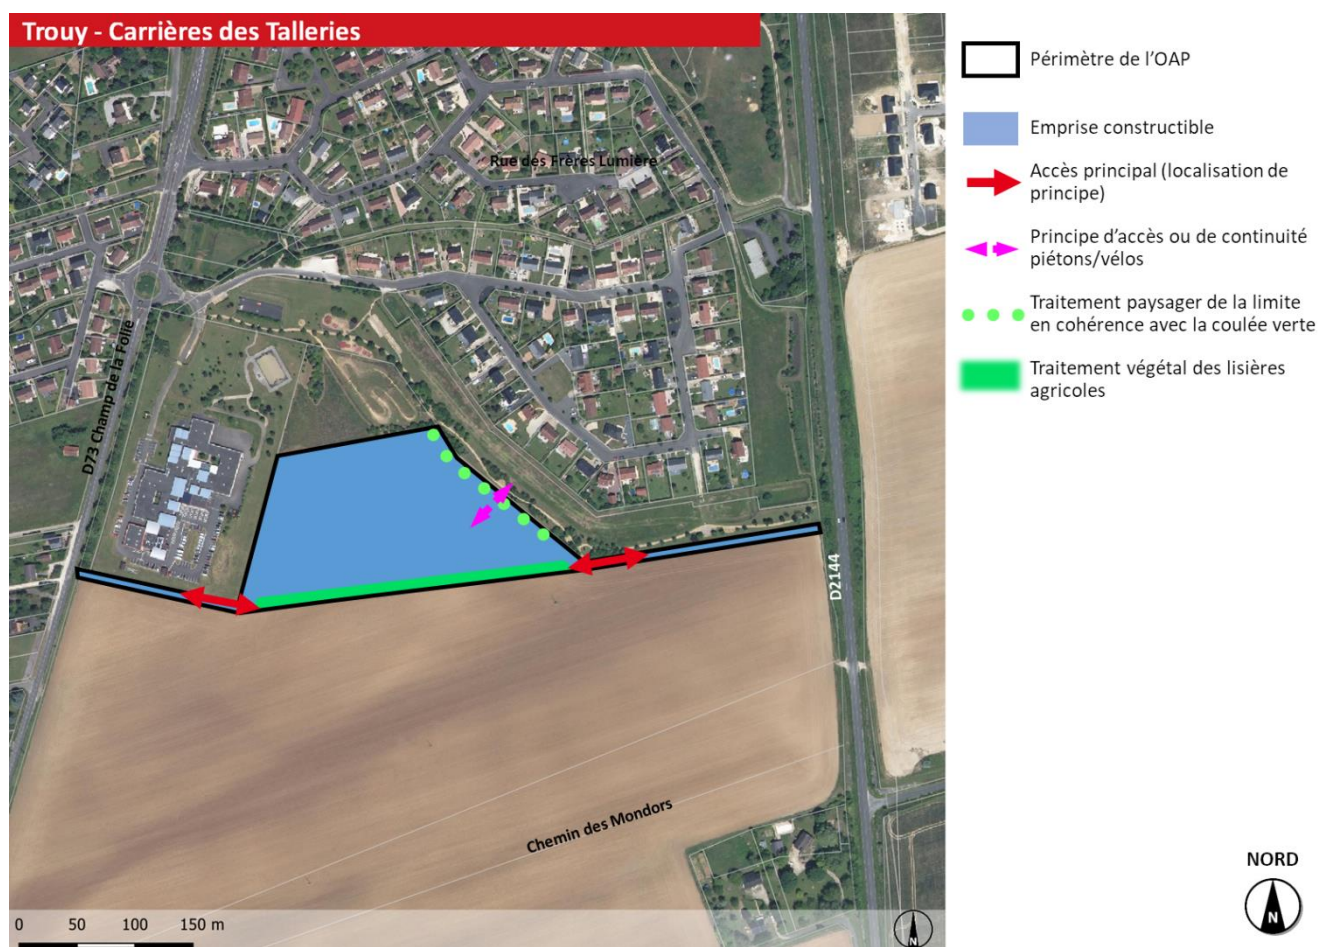 Trouy - Carrières des Talleries
Périmètre de l’OAP
Emprise constructible
Accès principal (localisation de
principe)
Principe d’accès ou de continuité
piétons/vélos
Traitement paysager de la limite
en cohérence avec la coulée verte
Traitement végétal des lisières
agricoles
Rue des Frères Lumière
D73 Champ de la Folie
D2144
Chemin des Mondors
0 50 100 150 m
N
NORD
N